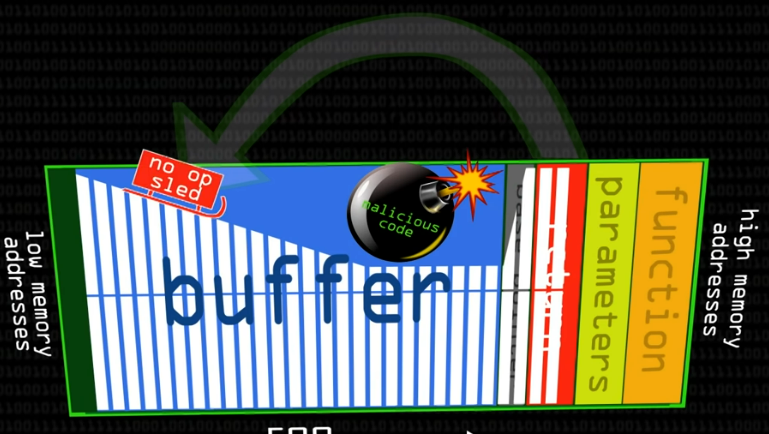 no op
sled
malicious
code
buffer
parameters
function
low memory
addresses
high memory
addresses